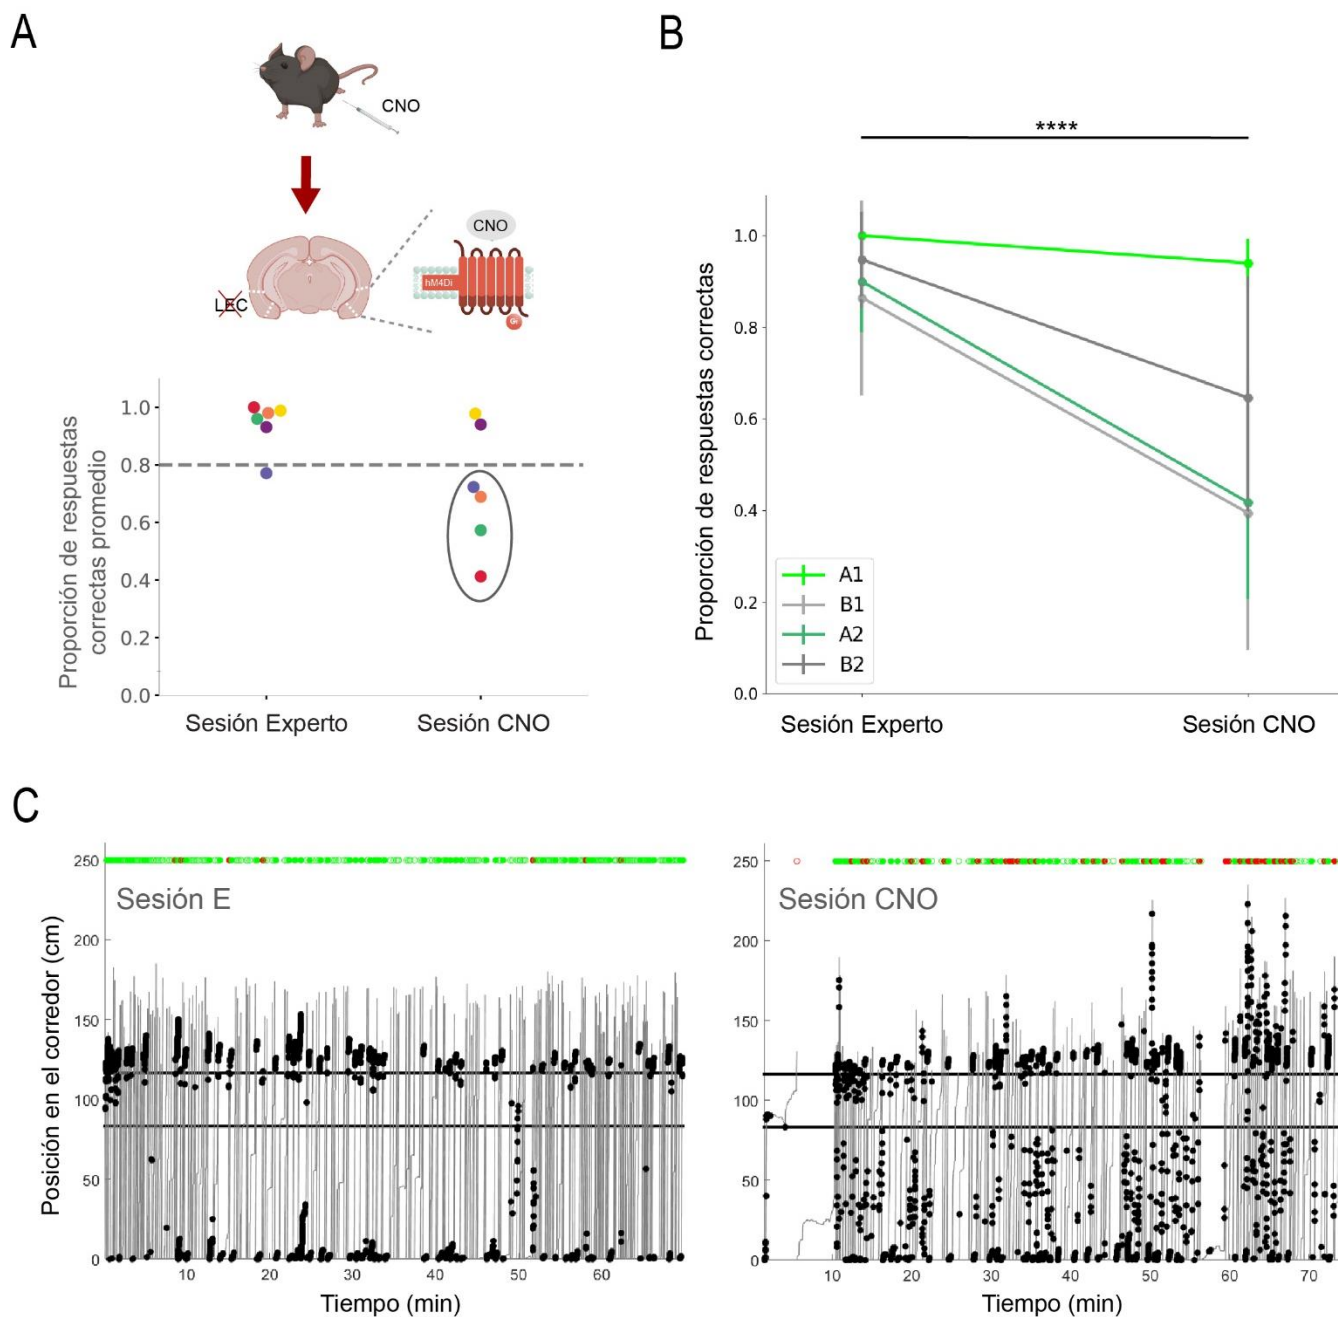 A
CNO
LEC
CNO
hM4Di
Gi
Proporción de respuestas
correctas promedio
1.0
0.8
0.6
0.4
0.2
0.0
Sesión Experto
Sesión CNO
B
****
Proporción de respuestas correctas
1.0
0.8
0.6
0.4
0.2
0.0
A1
B1
A2
B2
Sesión Experto
Sesión CNO
C
Posición en el corredor (cm)
250
200
150
100
50
0
Sesión E
10
20
30
40
50
60
Tiempo (min)
250
200
150
100
50
0
Sesión CNO
10
20
30
40
50
60
70
Tiempo (min)